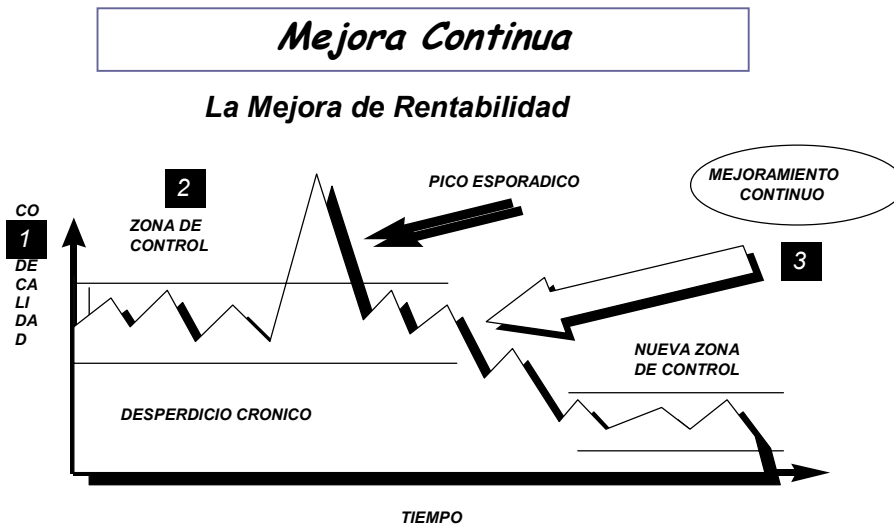 Mejora Continua
La Mejora de Rentabilidad
2
PICO ESPORADICO
MEJORAMIENTO
CONTINUO
CO
1
DE
CA
LI
DA
D
ZONA DE
CONTROL
3
NUEVA ZONA
DE CONTROL
DESPERDICIO CRONICO
TIEMPO